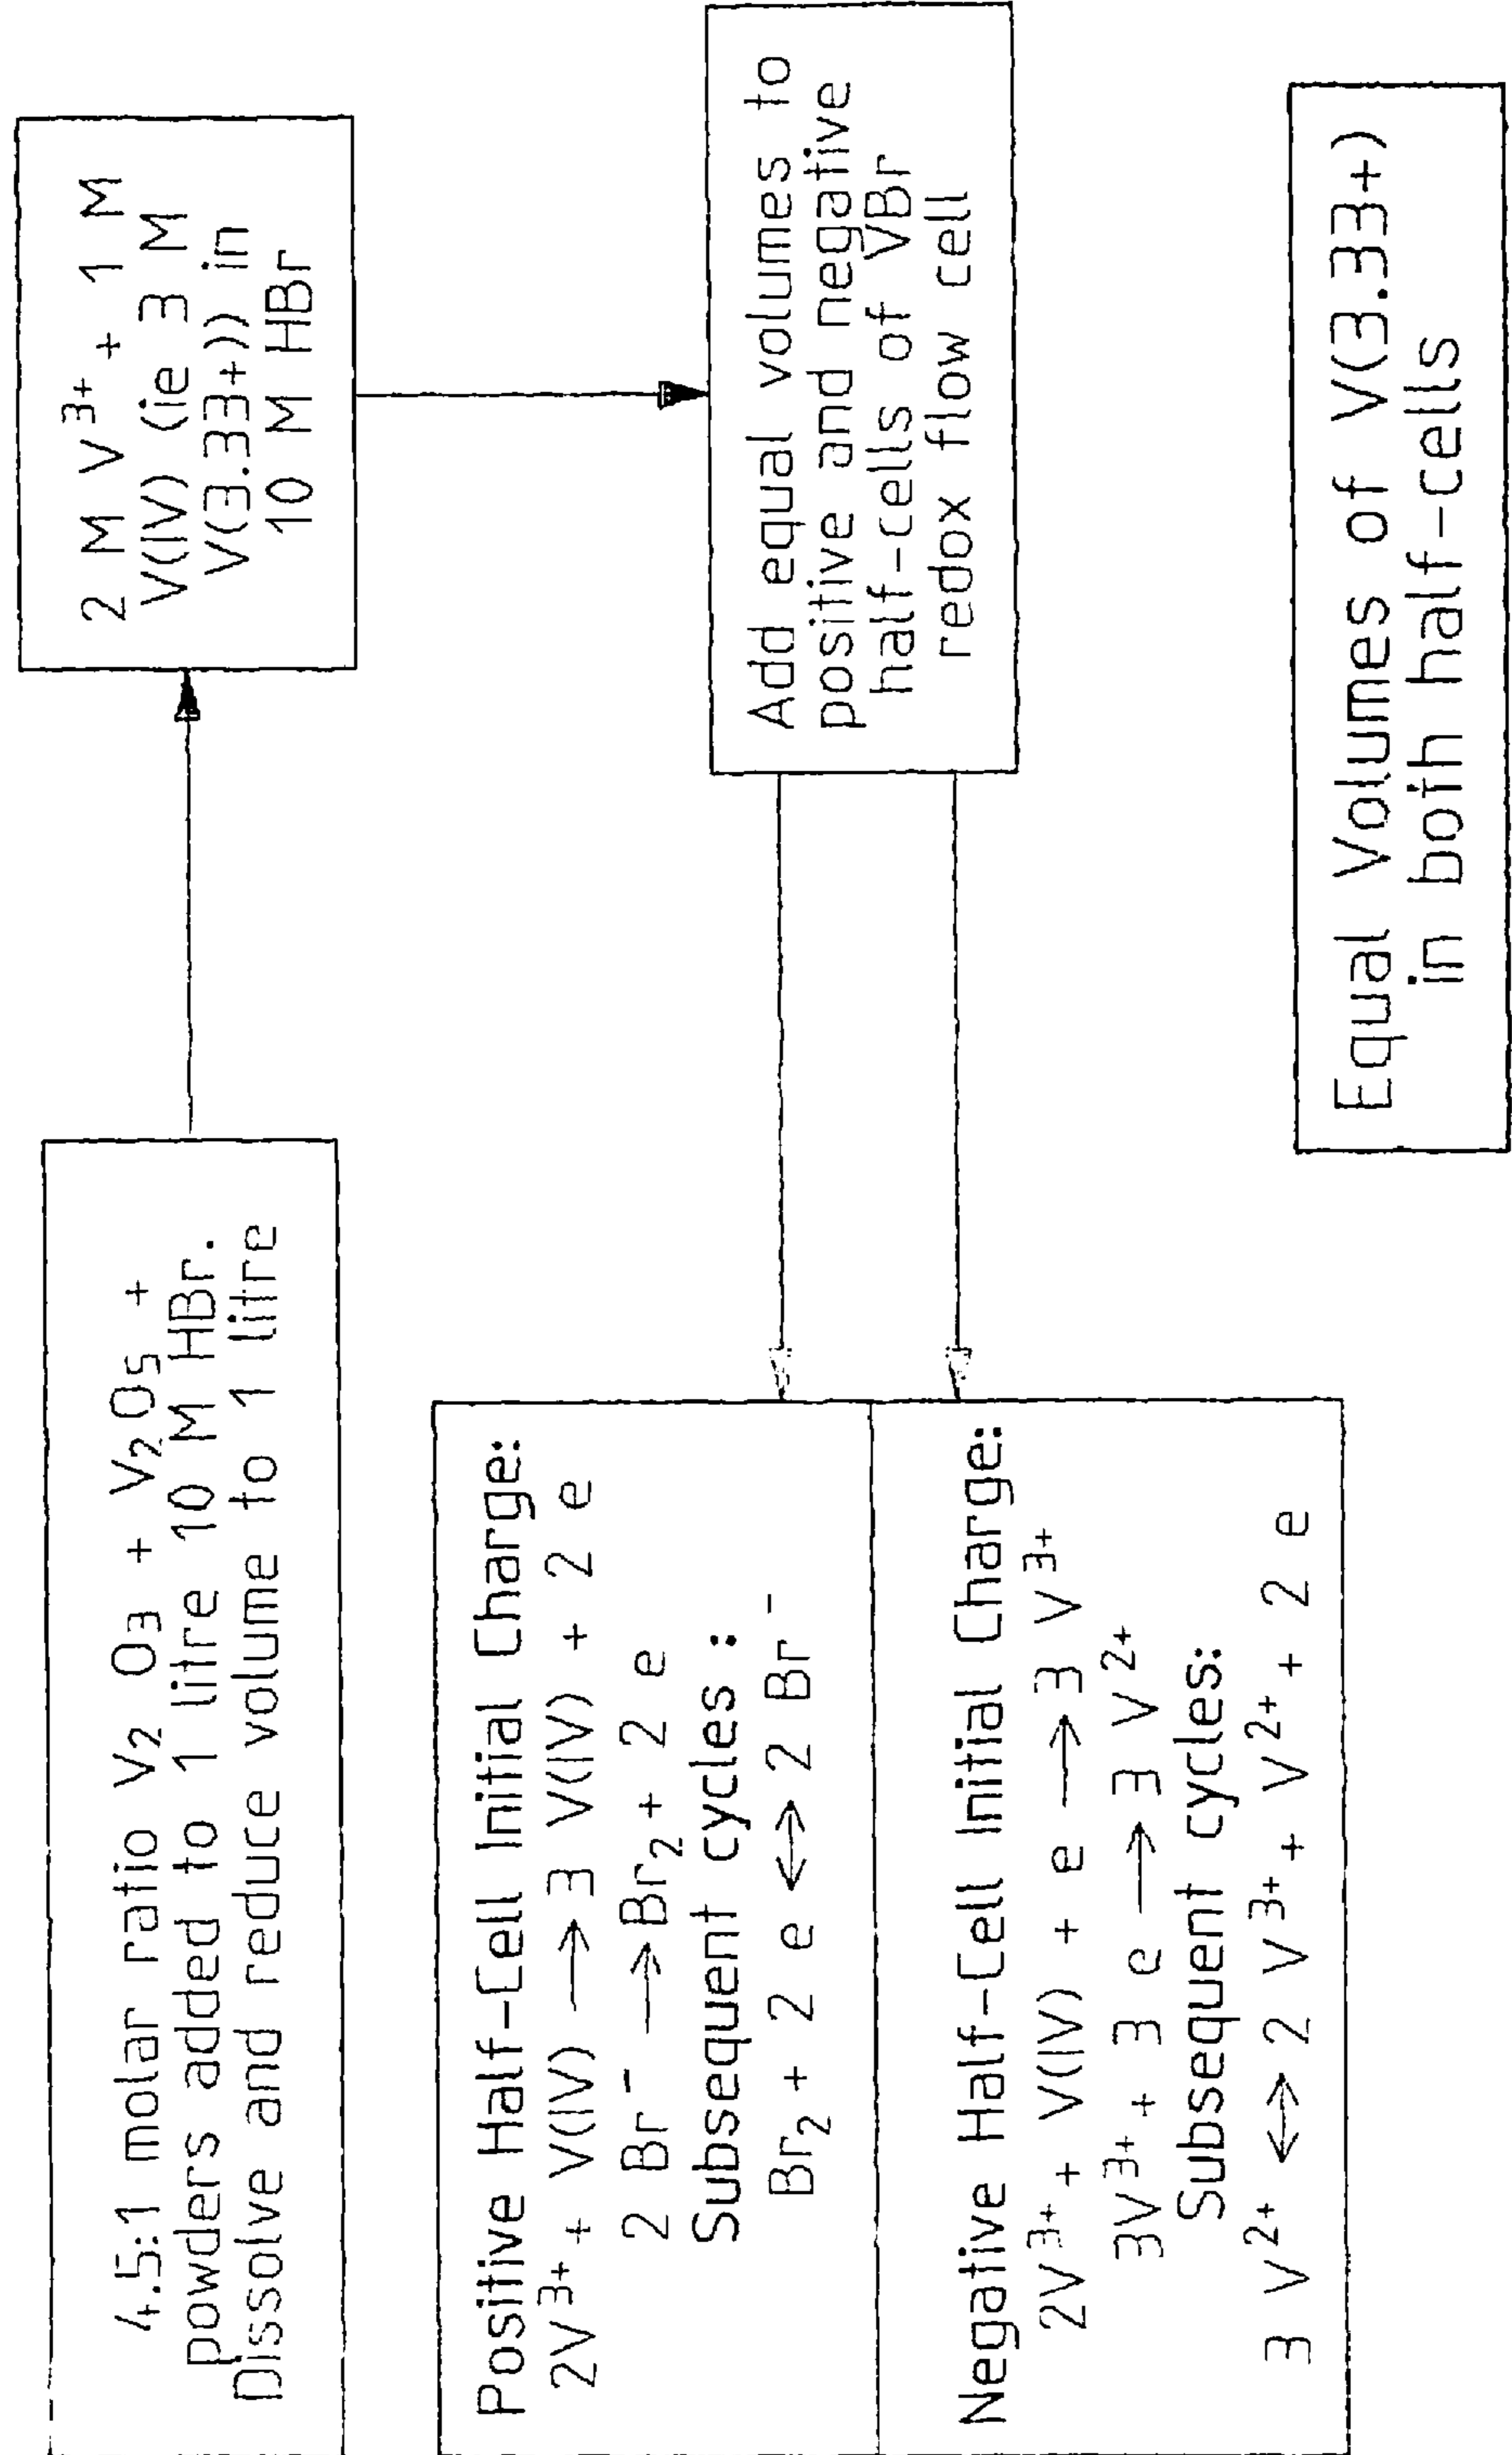 4.5:1 molar ratio V₂ O₃ + V₂O₅ +
powders added to 1 litre 10 M HBr.
Dissolve and reduce volume to 1 litre
2 M V³⁺ + 1 M
V(IV) (ie 3 M
V(3.33+)) in
10 M HBr
Add equal volumes to
positive and negative
half-cells of VBr
redox flow cell
Positive Half-Cell Initial Charge:
2V³⁺ + V(IV) → 3 V(IV) + 2 e
2 Br⁻ → Br₂ + 2 e
Subsequent cycles :
Br₂ + 2 e ⟷ 2 Br⁻
Negative Half-Cell Initial Charge:
2V³⁺ + V(IV) + e → 3 V³⁺
3V³⁺ + 3 e → 3 V²⁺
Subsequent cycles:
3 V²⁺ ⟷ 2 V³⁺ + V²⁺ + 2 e
Equal Volumes of V(3.33+)
in both half-cells